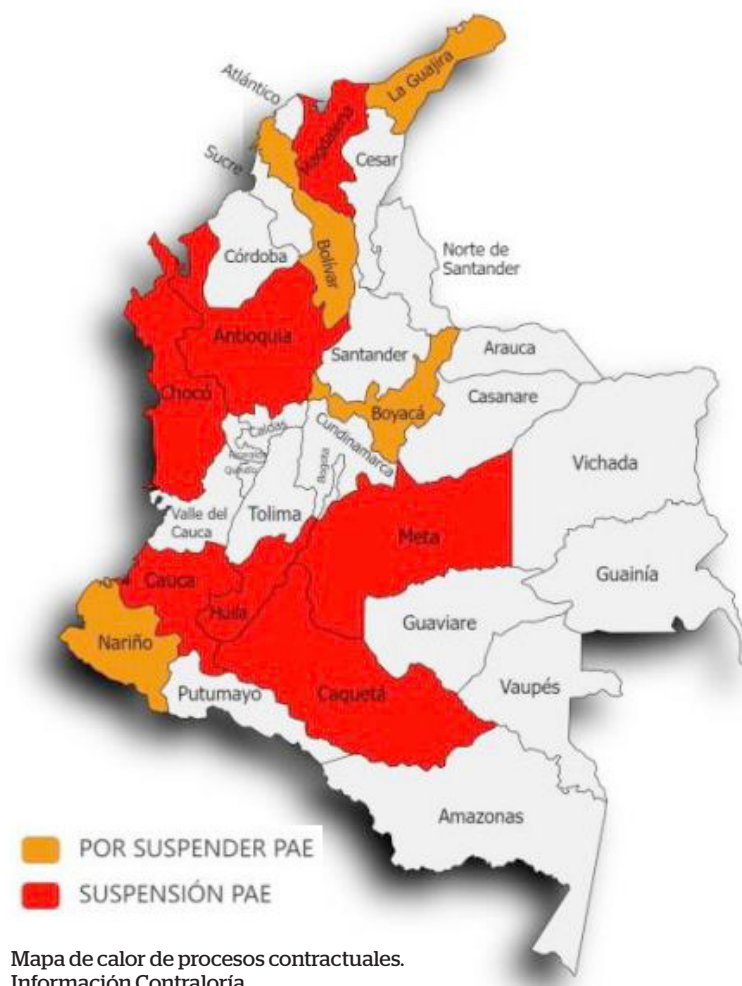 La Guajira
Atlántico
Magdalena
Cesar
Sucre
Norte de
Santander
Córdoba
Bolívar
Antioquia
Santander
Arauca
Chocó
Casanare
Boyacá
Caldas
Cundinamarca
Bogotá
Vichada
Valle del
Cauca
Tolima
Meta
Guainía
Cauca
Huila
Guaviare
Nariño
Vaupés
Putumayo
Caquetá
Amazonas
POR SUSPENDER PAE
SUSPENSIÓN PAE
Mapa de calor de procesos contractuales.
Información Contraloría